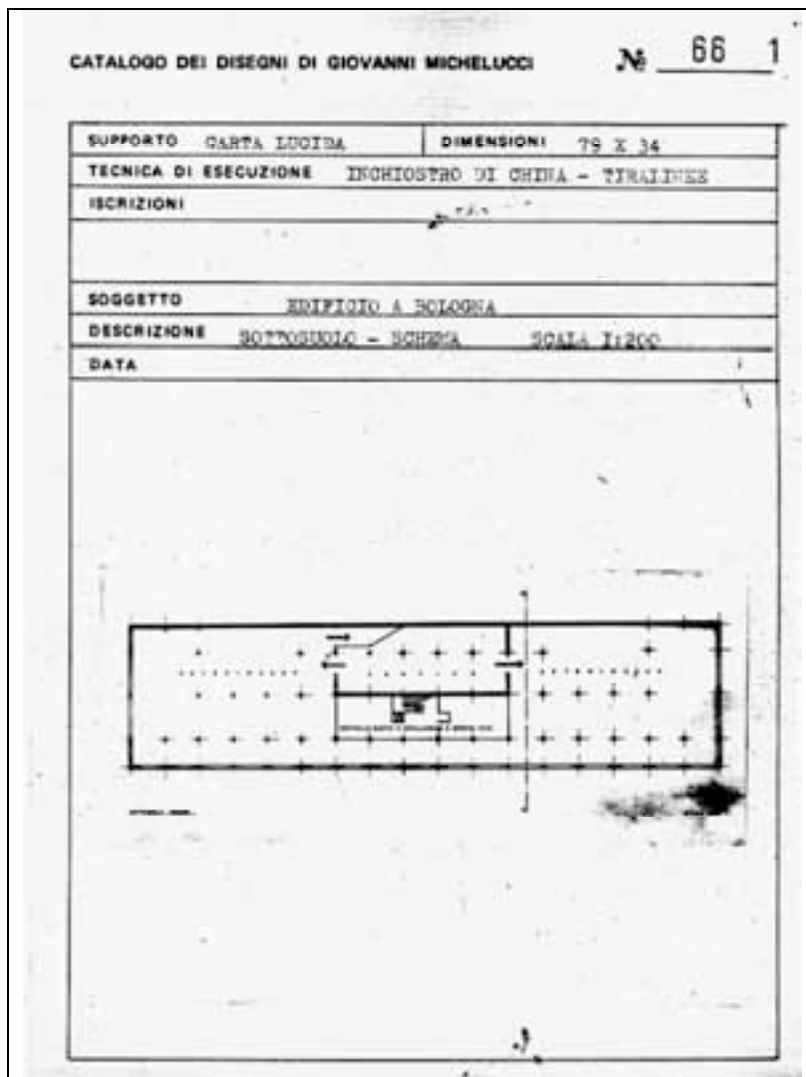 CATALOGO DEI DISEGNI DI GIOVANNI MICHELUCCI № 66 1
SUPPORTO CARTA LUCIDA DIMENSIONI 79 X 34
TECNICA DI ESECUZIONE INCHIOSTRO DI CHINA - TIRALINEE
ISCRIZIONI
SOGGETTO EDIFICIO A BOLOGNA
DESCRIZIONE SOTTOSUOLO - SCHEMA SCALA I:200
DATA